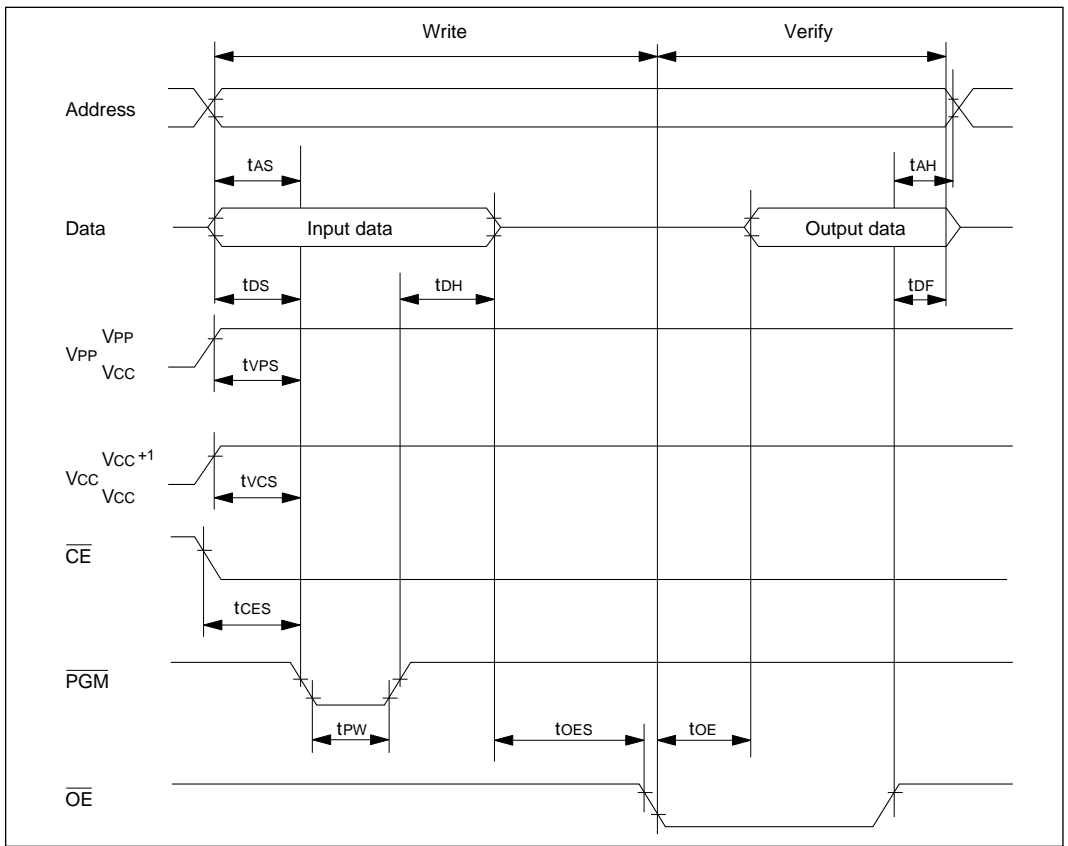 Write Verify
Address
tAS tAH
Data Input data Output data
tDS tDH tDF
VPP
VPP
VCC
tVPS
VCC+1
VCC
VCC
tVCS
CE
tCES
PGM
tPW tOES tOE
OE